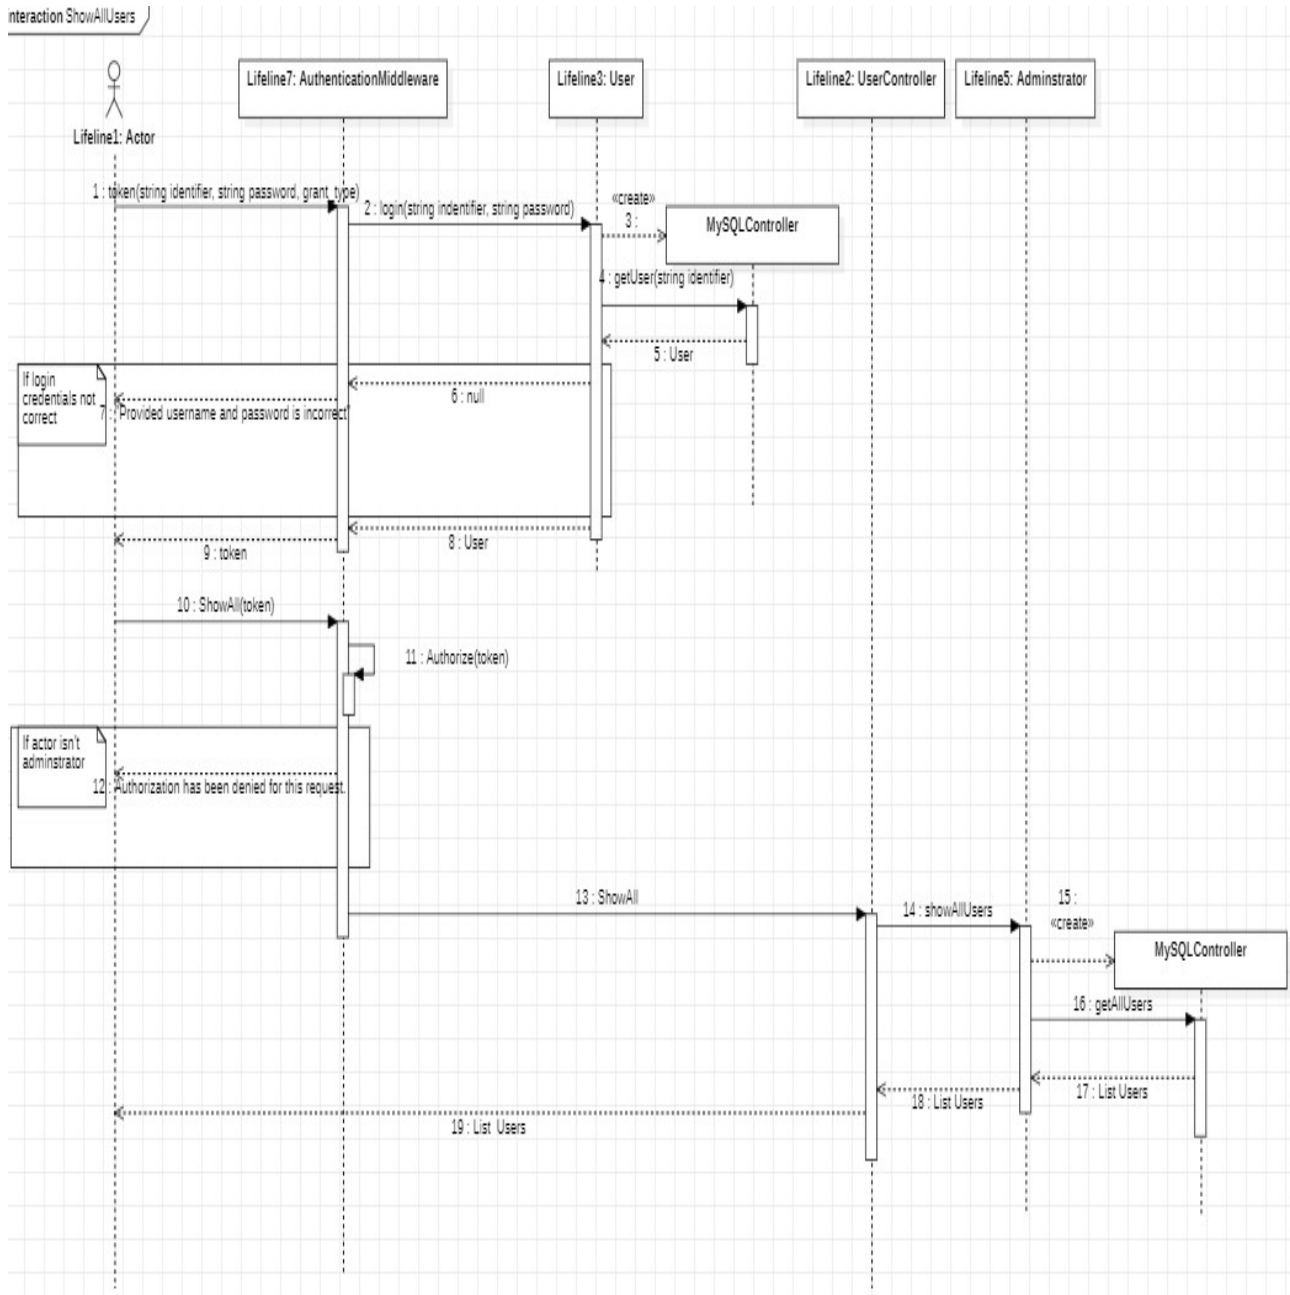 nteraction ShowAllUsers
Lifeline1: Actor
Lifeline7: AuthenticationMiddleware
Lifeline3: User
Lifeline2: UserController
Lifeline5: Adminstrator
1 : token(string identifier, string password, grant_type)
2 : login(string indentifier, string password)
«create»
3 :
MySQLController
4 : getUser(string identifier)
5 : User
If login
credentials not
correct
6 : null
7 : "Provided username and password is incorrect"
8 : User
9 : token
10 : ShowAll(token)
11 : Authorize(token)
If actor isn't
adminstrator
12 : "Authorization has been denied for this request.
13 : ShowAll
14 : showAllUsers
15 :
«create»
MySQLController
16 : getAllUsers
17 : List Users
18 : List Users
19 : List Users